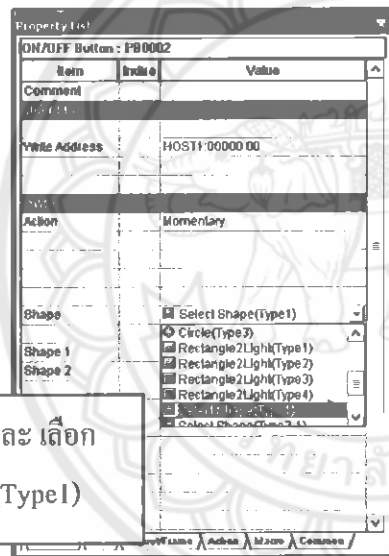 Property List
ON/OFF Button : PB0002
Item Indire Value
Comment
Write Address HOST1:00000.00
Action Momentary
Shape Select Shape(Type1)
Circle(Type3)
Shape 1 Rectangle2Light(Type1)
Shape 2 Rectangle2Light(Type2)
Rectangle2Light(Type3)
Rectangle2Light(Type4)
ละ เลือก
Type1)
Frame Action Macro Common